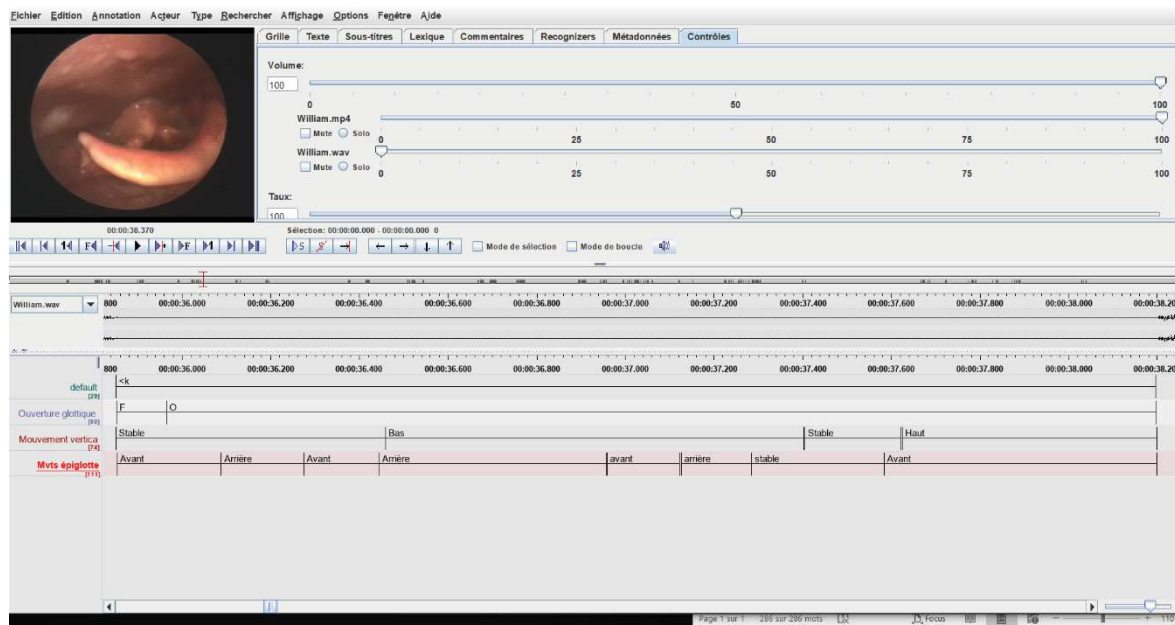 Fichier Edition Annotation Acteur Type Rechercher Affichage Options Fenêtre Aide
Grille Texte Sous-titres Lexique Commentaires Recognizers Métadonnées Contrôles
Volume:
100
0 50 100
William.mp4
Mute Solo 0 25 50 75 100
William.wav
Mute Solo 0 25 50 75 100
Taux:
100
00:00:38.370 Sélection: 00:00:00.000 - 00:00:00.000 0
Mode de sélection Mode de boucle
William.wav
800 00:00:36.000 00:00:36.200 00:00:36.400 00:00:36.600 00:00:36.800 00:00:37.000 00:00:37.200 00:00:37.400 00:00:37.600 00:00:37.800 00:00:38.000 00:00:38.20
800 00:00:36.000 00:00:36.200 00:00:36.400 00:00:36.600 00:00:36.800 00:00:37.000 00:00:37.200 00:00:37.400 00:00:37.600 00:00:37.800 00:00:38.000 00:00:38.20
default <k
[29]
Ouverture glottique F O
Mouvement vertica Stable Bas Stable Haut
[74]
Mvts épiglotte Avant Arrière Avant Arrière avant arrière stable Avant
[111]
Page 1 sur 1 286 sur 286 mots Focus